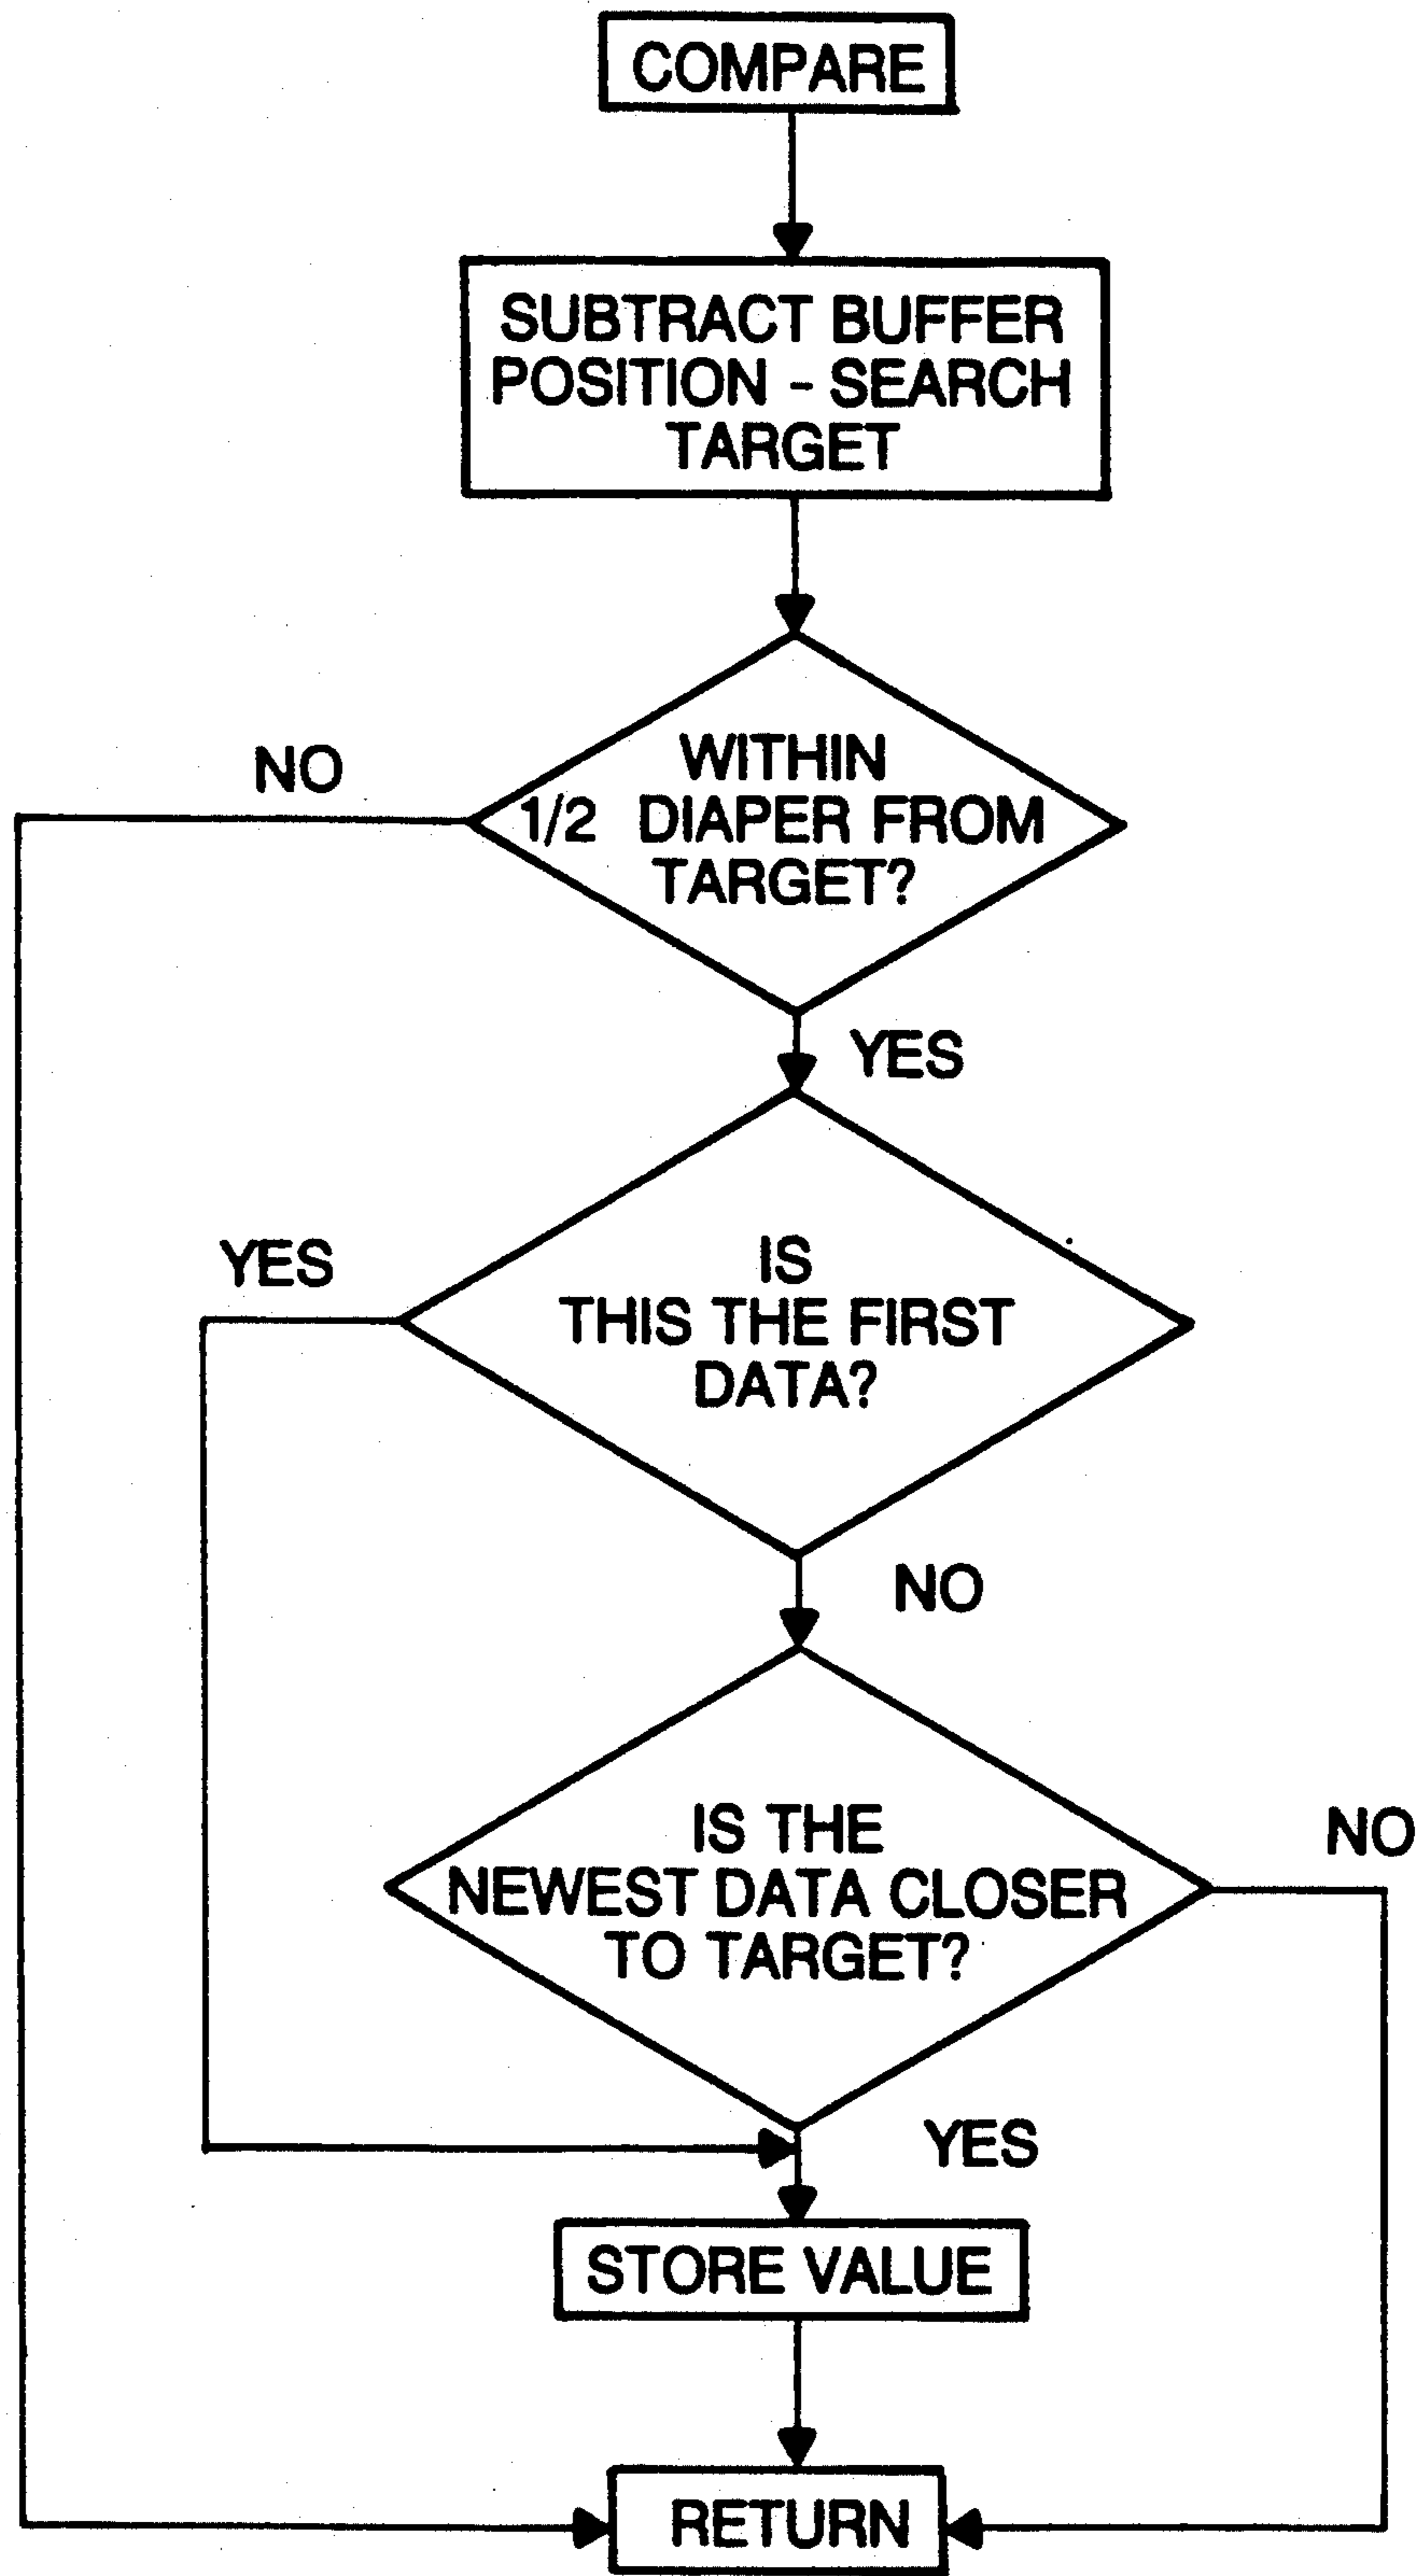 COMPARE
SUBTRACT BUFFER
POSITION - SEARCH
TARGET
NO
WITHIN
1/2 DIAPER FROM
TARGET?
YES
YES
IS
THIS THE FIRST
DATA?
NO
IS THE
NEWEST DATA CLOSER
TO TARGET?
NO
YES
STORE VALUE
RETURN